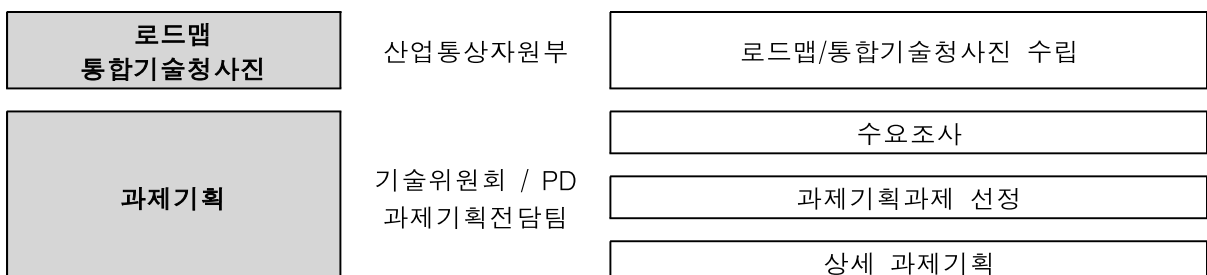 로드맵
통합기술청사진
산업통상자원부
로드맵/통합기술청사진 수립
과제기획
기술위원회 / PD
과제기획전담팀
수요조사
과제기획과제 선정
상세 과제기획